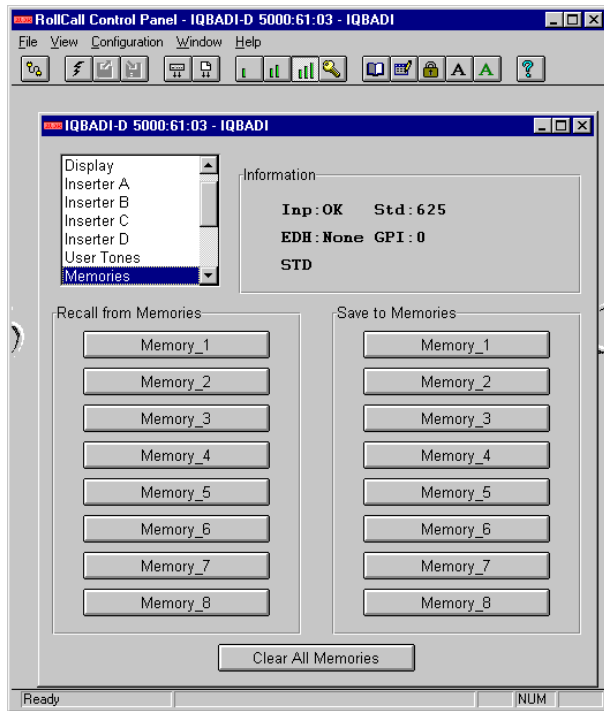 RollCall Control Panel - IQBADI-D 5000:61:03 - IQBADI
File View Configuration Window Help
A A ?
IQBADI-D 5000:61:03 - IQBADI
Display
Inserter A
Inserter B
Inserter C
Inserter D
User Tones
Memories
Information
Inp:OK Std:625
EDH:None GPI:0
STD
Recall from Memories
Save to Memories
Memory_1 Memory_1
Memory_2 Memory_2
Memory_3 Memory_3
Memory_4 Memory_4
Memory_5 Memory_5
Memory_6 Memory_6
Memory_7 Memory_7
Memory_8 Memory_8
Clear All Memories
Ready NUM